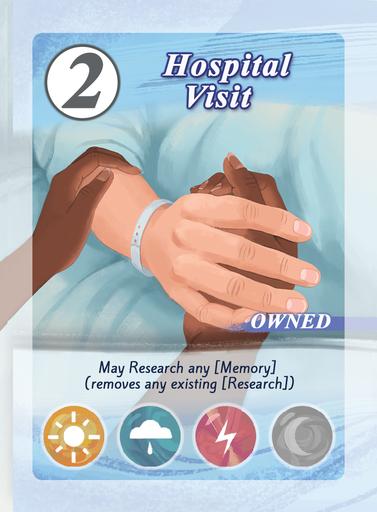 2
Hospital
Visit
OWNED
May Research any [Memory]
(removes any existing [Research])